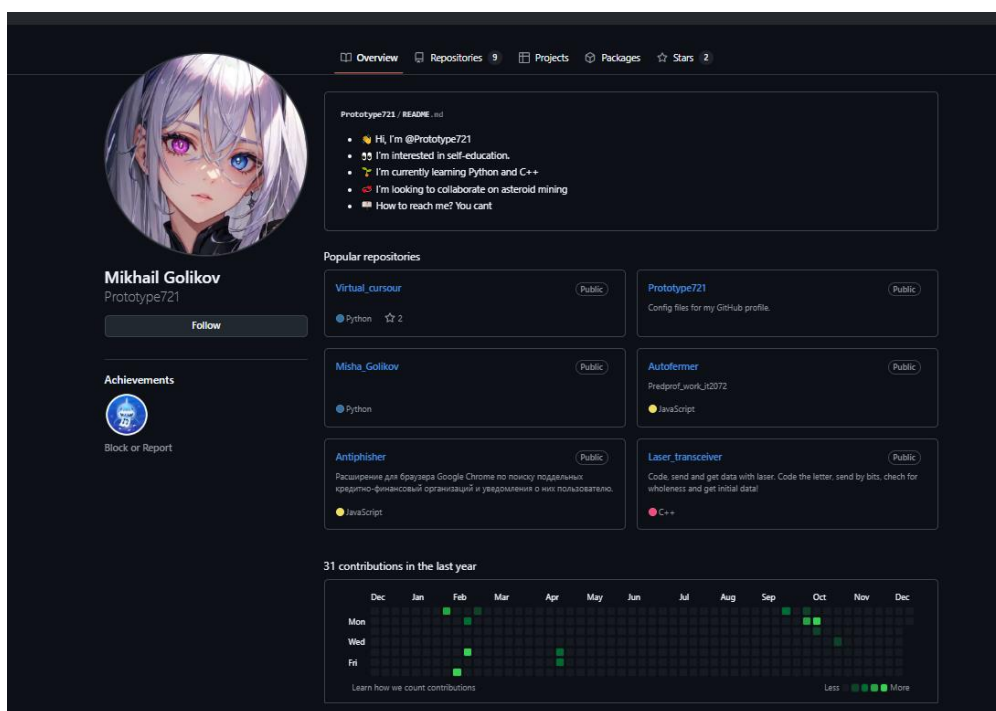 Overview Repositories 9 Projects Packages Stars 2
Prototype721 / README.md
Hi, I'm @Prototype721
I'm interested in self-education.
I'm currently learning Python and C++
I'm looking to collaborate on asteroid mining
How to reach me? You cant
Mikhail Golikov
Prototype721
Follow
Achievements
Block or Report
Popular repositories
Virtual_cursour Public
Python 2
Prototype721 Public
Config files for my GitHub profile.
Misha_Golikov Public
Python
Autofermer Public
Predprof_work_it2072
JavaScript
Antiphisher Public
Расширение для браузера Google Chrome по поиску поддельных
кредитно-финансовый организаций и уведомления о них пользователю.
JavaScript
Laser_transceiver Public
Code, send and get data with laser. Code the letter, send by bits, chech for
wholeness and get initial data!
C++
31 contributions in the last year
Dec Jan Feb Mar Apr May Jun Jul Aug Sep Oct Nov Dec
Mon
Wed
Fri
Learn how we count contributions Less More